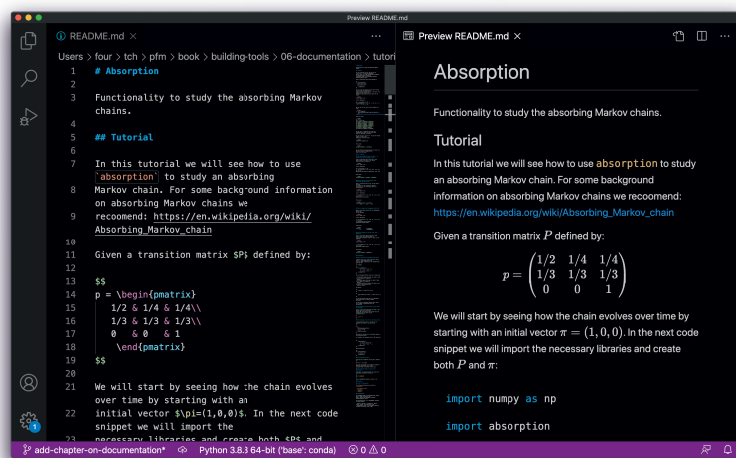 Preview README.md
README.md
Preview README.md
Users > four > tch > pfm > book > building-tools > 06-documentation > tutori
1 # Absorption
2
3 Functionality to study the absorbing Markov
chains.
4
5 ## Tutorial
6
7 In this tutorial we will see how to use
`absorption` to study an absorbing
8 Markov chain. For some background information
on absorbing Markov chains we
9 recoomend: https://en.wikipedia.org/wiki/
Absorbing_Markov_chain
10
11 Given a transition matrix $P$ defined by:
12
13 $$
14 p = \begin{pmatrix}
15 1/2 & 1/4 & 1/4\\
16 1/3 & 1/3 & 1/3\\
17 0 & 0 & 1
18 \end{pmatrix}
19 $$
20
21 We will start by seeing how the chain evolves
over time by starting with an
22 initial vector $\pi=(1,0,0)$. In the next code
snippet we will import the
23 necessary libraries and create both $P$ and
Absorption
Functionality to study the absorbing Markov chains.
Tutorial
In this tutorial we will see how to use absorption to study
an absorbing Markov chain. For some background
information on absorbing Markov chains we recoomend:
https://en.wikipedia.org/wiki/Absorbing_Markov_chain
Given a transition matrix P defined by:
p = (1/2 1/4 1/4
1/3 1/3 1/3
0 0 1)
We will start by seeing how the chain evolves over time by
starting with an initial vector π = (1, 0, 0). In the next code
snippet we will import the necessary libraries and create
both P and π:
import numpy as np
import absorption
1
add-chapter-on-documentation* Python 3.8.3 64-bit ('base': conda) 0 0